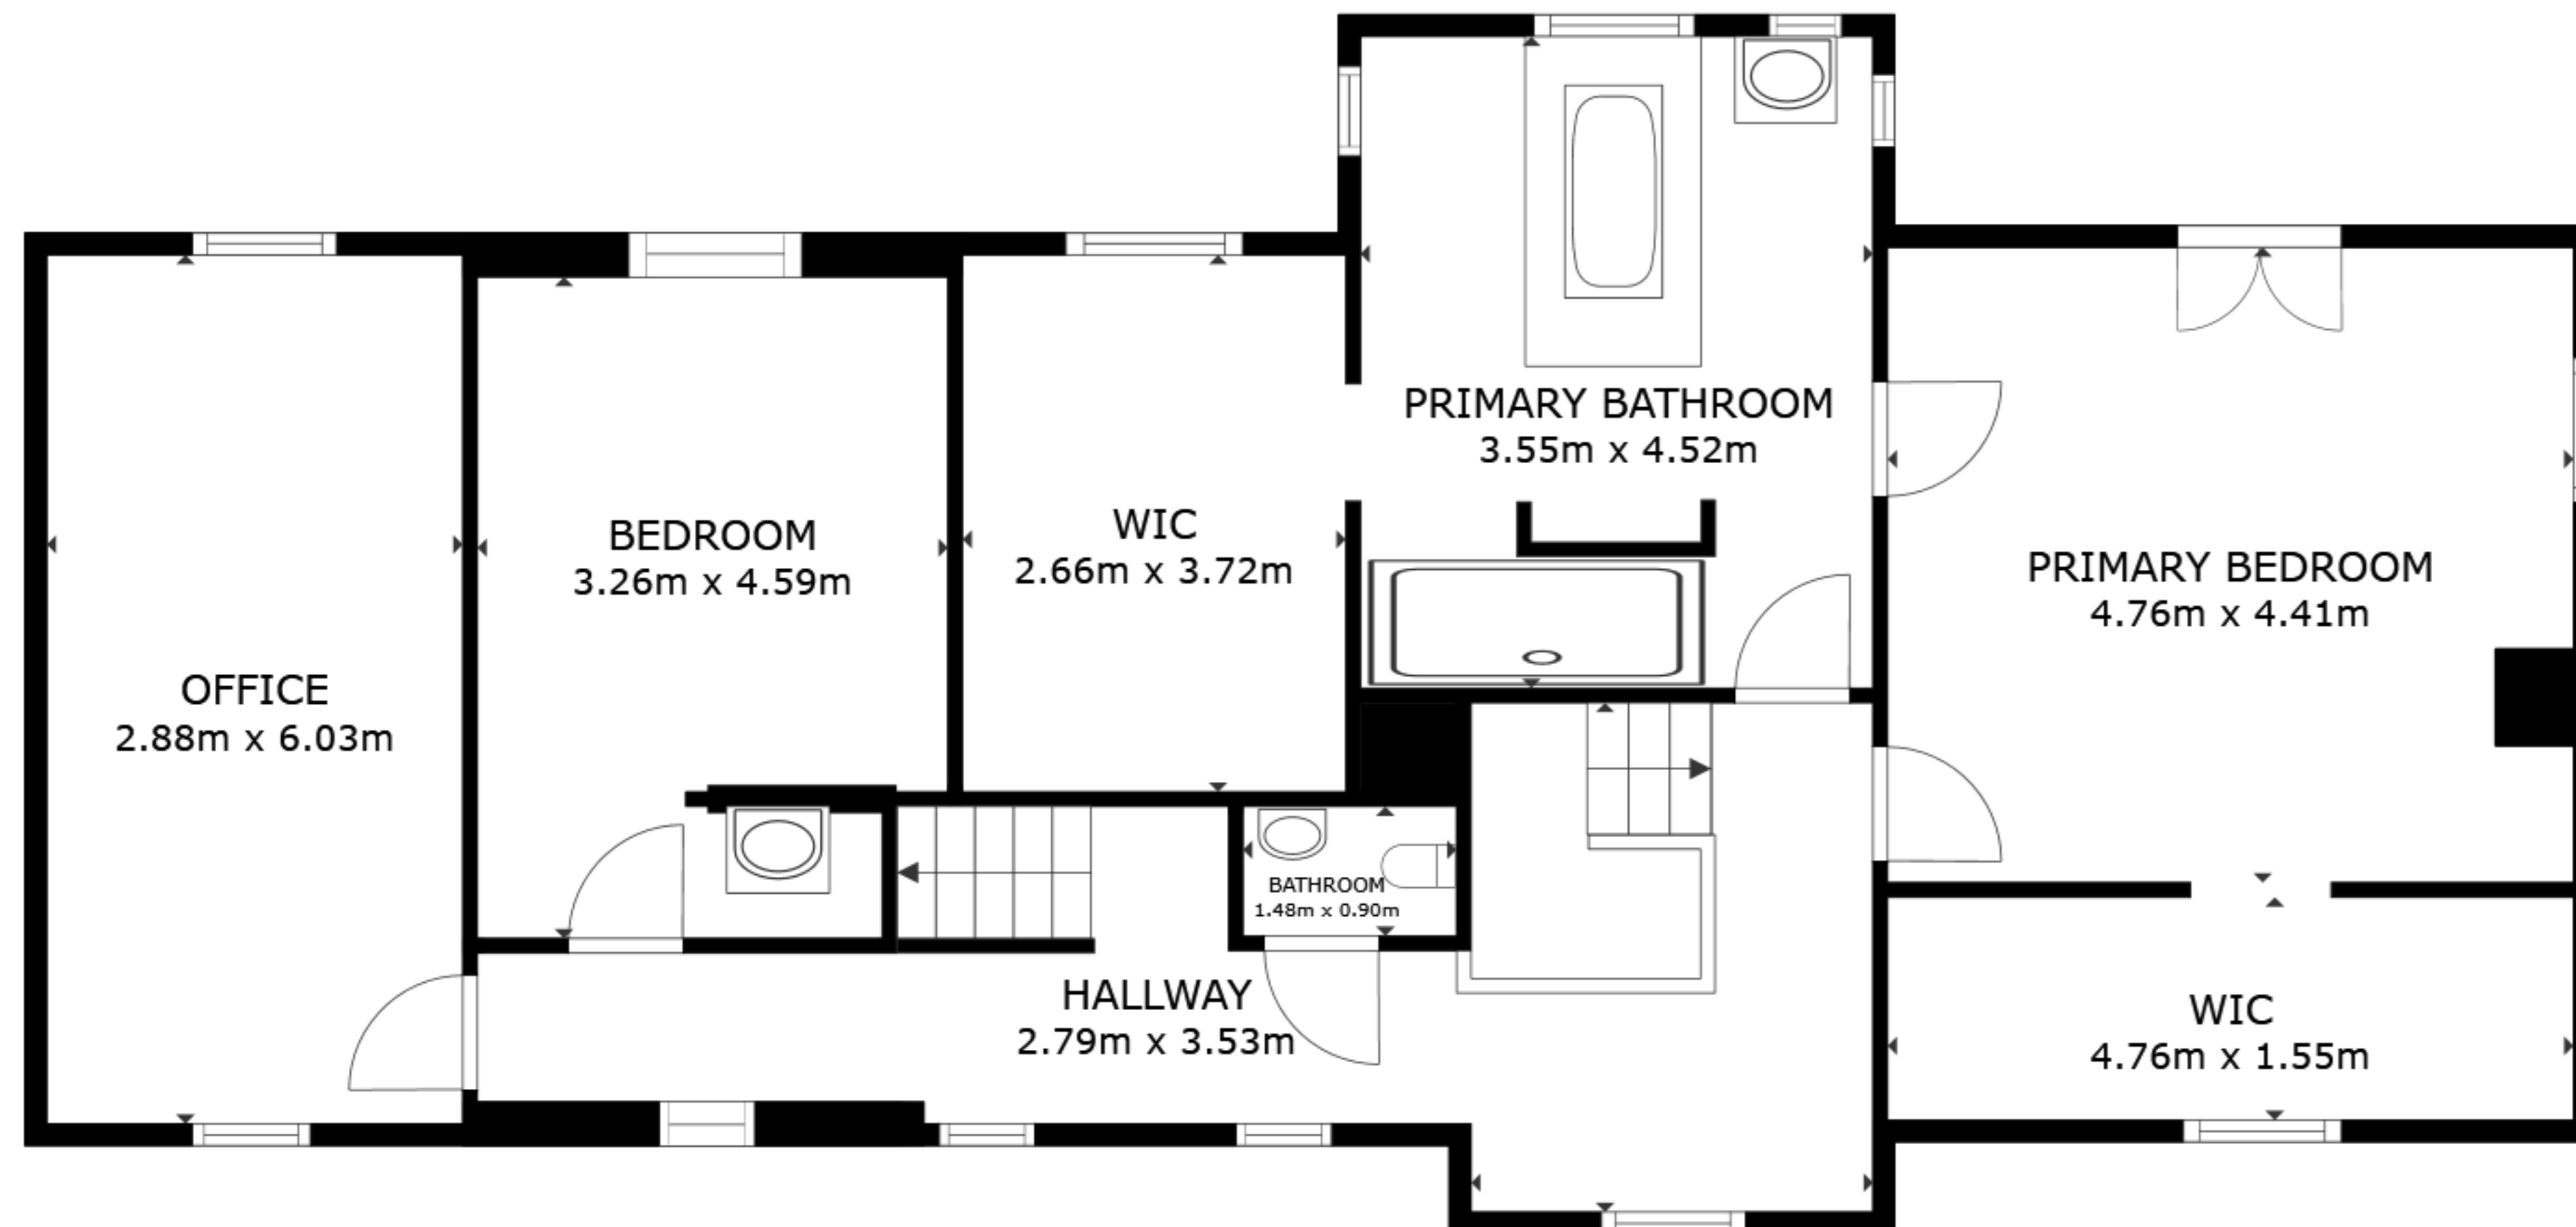 PRIMARY BATHROOM
3.55m x 4.52m
BEDROOM
3.26m x 4.59m
WIC
2.66m x 3.72m
PRIMARY BEDROOM
4.76m x 4.41m
OFFICE
2.88m x 6.03m
BATHROOM
1.48m x 0.90m
HALLWAY
2.79m x 3.53m
WIC
4.76m x 1.55m